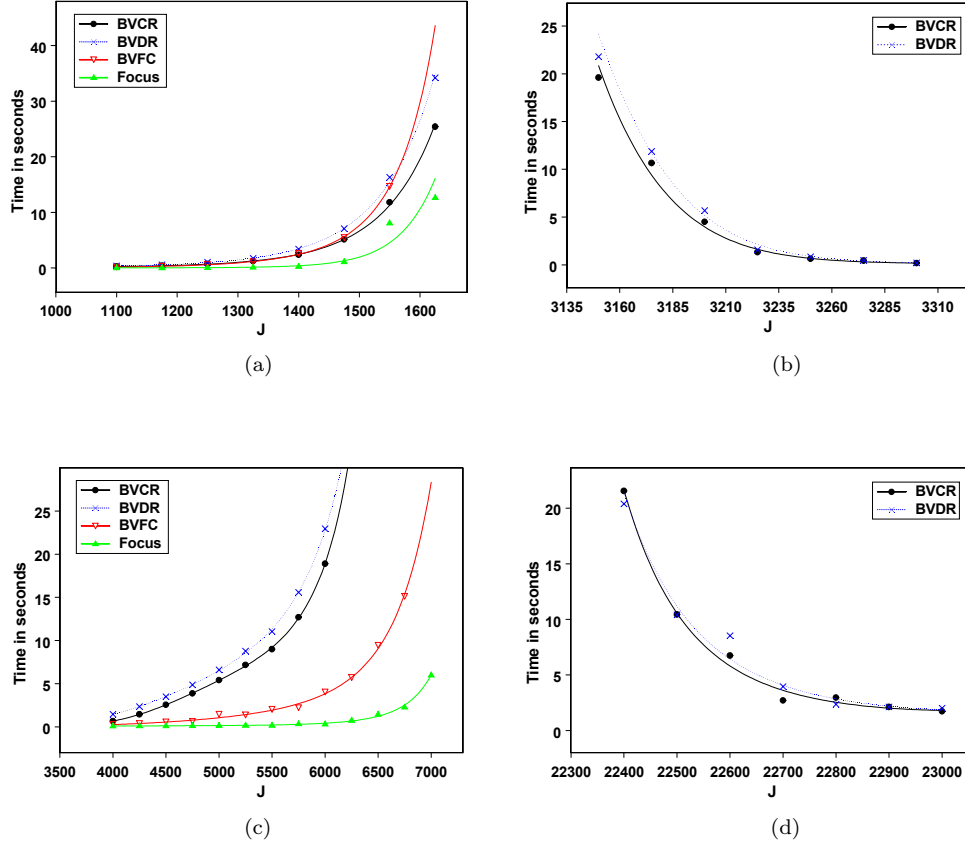 BVCR
BVDR
BVFC
Focus
Time in seconds
40
30
20
10
0
1000 1100 1200 1300 1400 1500 1600
J
(a)
BVCR
BVDR
Time in seconds
25
20
15
10
5
0
3135 3160 3185 3210 3235 3260 3285 3310
J
(b)
BVCR
BVDR
BVFC
Focus
Time in seconds
25
20
15
10
5
0
3500 4000 4500 5000 5500 6000 6500 7000
J
(c)
BVCR
BVDR
Time in seconds
20
15
10
5
0
22300 22400 22500 22600 22700 22800 22900 23000
J
(d)